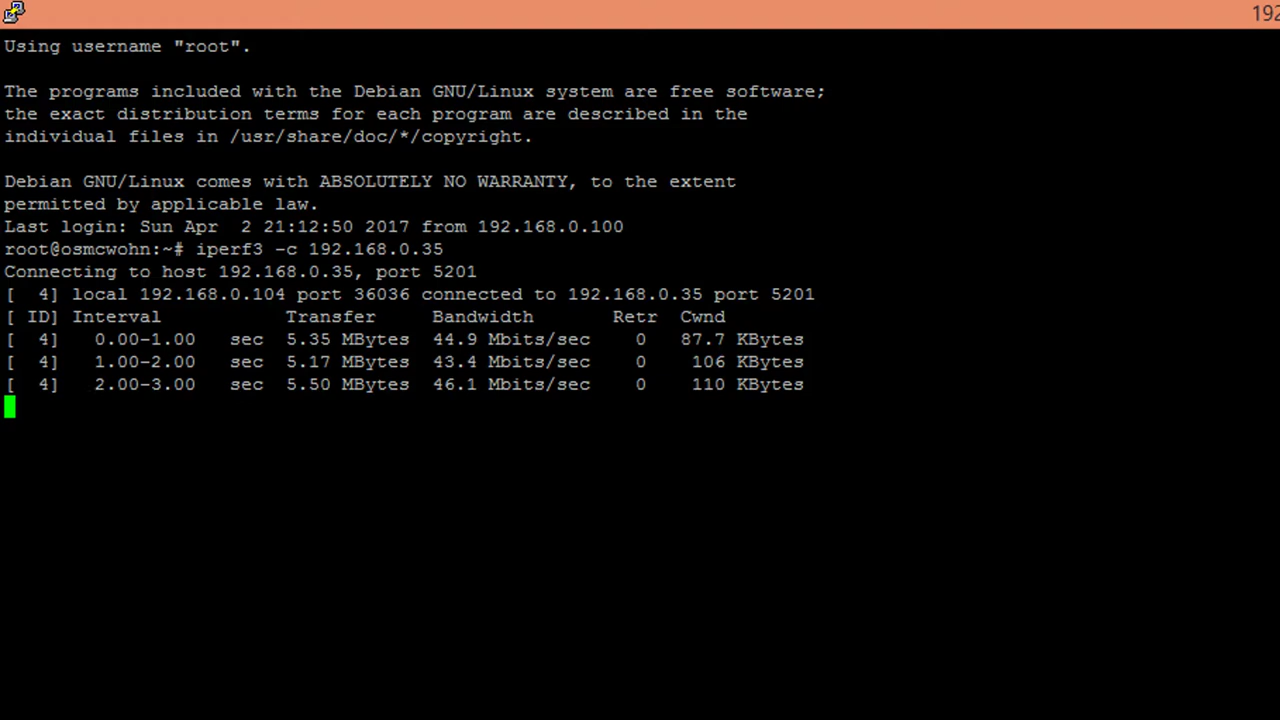 192
Using username "root".
The programs included with the Debian GNU/Linux system are free software;
the exact distribution terms for each program are described in the
individual files in /usr/share/doc/*/copyright.
Debian GNU/Linux comes with ABSOLUTELY NO WARRANTY, to the extent
permitted by applicable law.
Last login: Sun Apr  2 21:12:50 2017 from 192.168.0.100
root@osmcwohn:~# iperf3 -c 192.168.0.35
Connecting to host 192.168.0.35, port 5201
[  4] local 192.168.0.104 port 36036 connected to 192.168.0.35 port 5201
[ ID] Interval           Transfer     Bandwidth       Retr  Cwnd
[  4]   0.00-1.00   sec  5.35 MBytes  44.9 Mbits/sec    0   87.7 KBytes
[  4]   1.00-2.00   sec  5.17 MBytes  43.4 Mbits/sec    0    106 KBytes
[  4]   2.00-3.00   sec  5.50 MBytes  46.1 Mbits/sec    0    110 KBytes